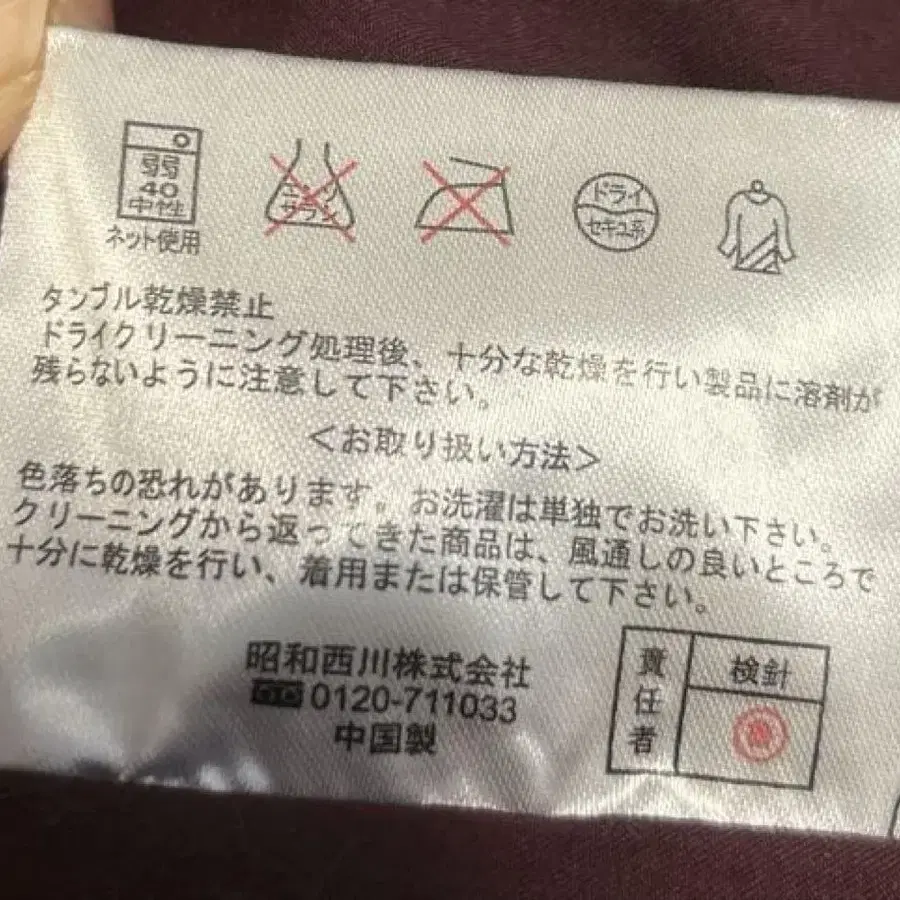 弱
40
中性
ネット使用
エンソ
サラシ
ドライ
セキユ系
タンブル乾燥禁止
ドライクリーニング処理後、十分な乾燥を行い製品に溶剤が
残らないように注意して下さい。
＜お取り扱い方法＞
色落ちの恐れがあります。お洗濯は単独でお洗い下さい。
クリーニングから返ってきた商品は、風通しの良いところで
十分に乾燥を行い、着用または保管して下さい。
昭和西川株式会社
0120-711033
中国製
責任者
検針